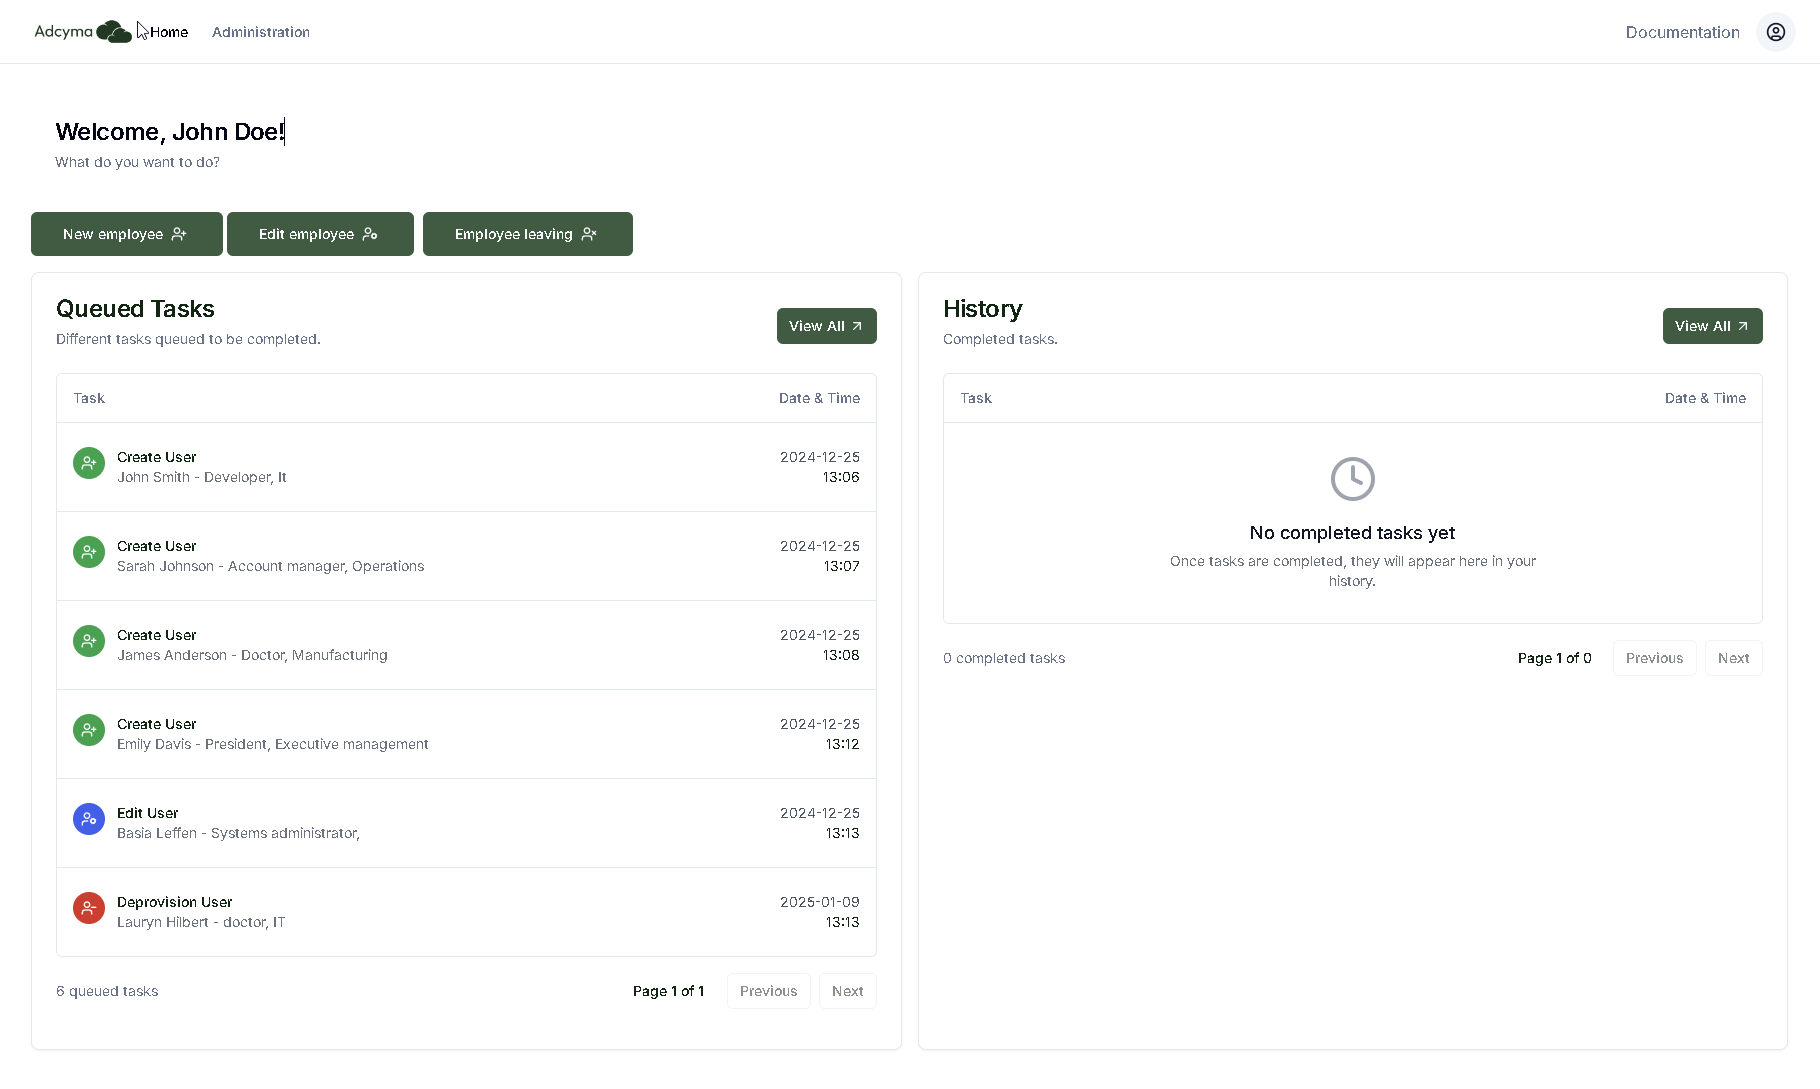 Adcyma Home Administration Documentation
Welcome, John Doe!
What do you want to do?
New employee Edit employee Employee leaving
Queued Tasks
Different tasks queued to be completed.
View All
Task Date & Time
Create User 2024-12-25
John Smith - Developer, It 13:06
Create User 2024-12-25
Sarah Johnson - Account manager, Operations 13:07
Create User 2024-12-25
James Anderson - Doctor, Manufacturing 13:08
Create User 2024-12-25
Emily Davis - President, Executive management 13:12
Edit User 2024-12-25
Basia Leffen - Systems administrator, 13:13
Deprovision User 2025-01-09
Lauryn Hilbert - doctor, IT 13:13
6 queued tasks Page 1 of 1 Previous Next
History
Completed tasks.
View All
Task Date & Time
No completed tasks yet
Once tasks are completed, they will appear here in your
history.
0 completed tasks Page 1 of 0 Previous Next